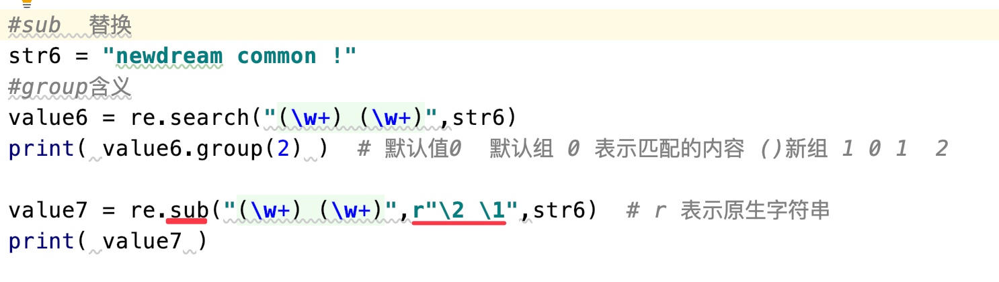 #sub  替换
str6 = "newdream common !"
#group含义
value6 = re.search("(\w+) (\w+)",str6)
print( value6.group(2) )  # 默认值0  默认组 0 表示匹配的内容 ()新组 1 0 1  2
value7 = re.sub("(\w+) (\w+)",r"\2 \1",str6)  # r 表示原生字符串
print( value7 )